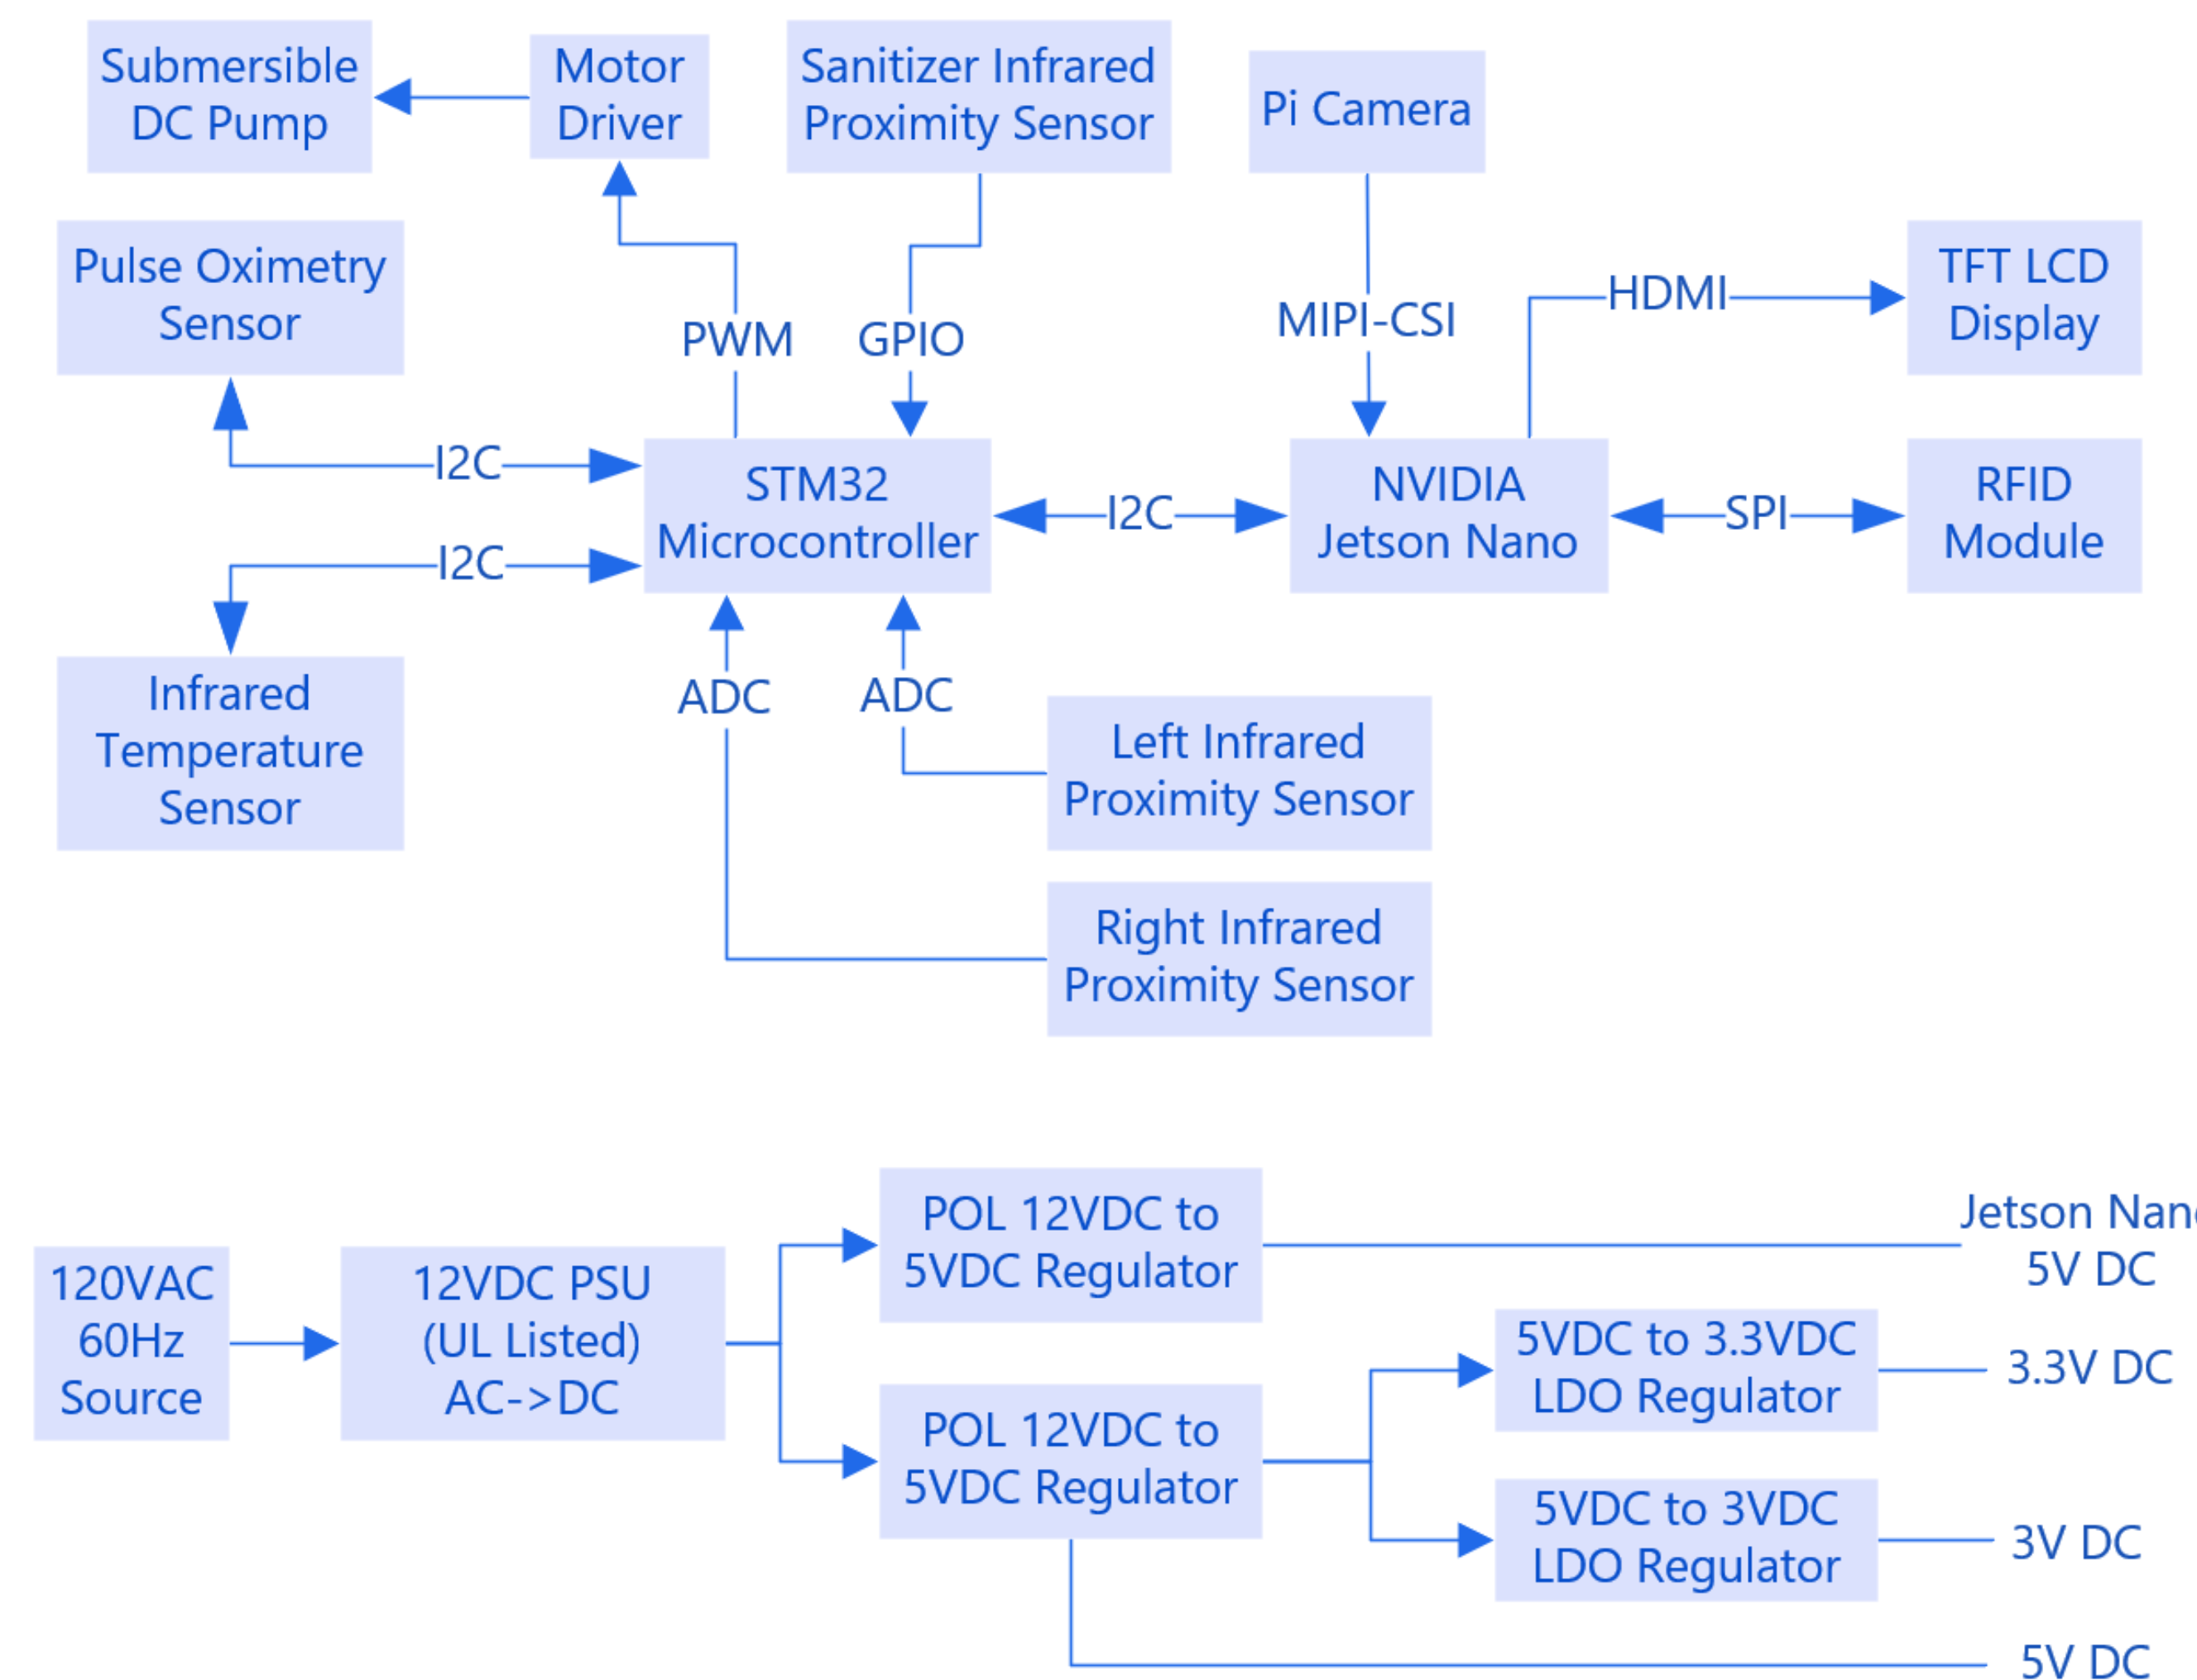 Submersible
DC Pump
Motor
Driver
Sanitizer Infrared
Proximity Sensor
Pi Camera
Pulse Oximetry
Sensor
PWM
GPIO
MIPI-CSI
HDMI
TFT LCD
Display
I2C
STM32
Microcontroller
I2C
NVIDIA
Jetson Nano
SPI
RFID
Module
I2C
Infrared
Temperature
Sensor
ADC
ADC
Left Infrared
Proximity Sensor
Right Infrared
Proximity Sensor
120VAC
60Hz
Source
12VDC PSU
(UL Listed)
AC->DC
POL 12VDC to
5VDC Regulator
Jetson Nan
5V DC
POL 12VDC to
5VDC Regulator
5VDC to 3.3VDC
LDO Regulator
3.3V DC
5VDC to 3VDC
LDO Regulator
3V DC
5V DC